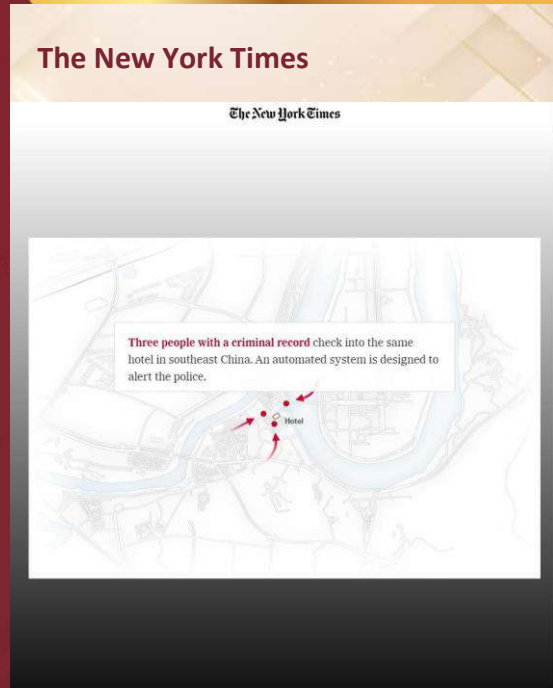 The New York Times
The New York Times
Three people with a criminal record check into the same
hotel in southeast China. An automated system is designed to
alert the police.
Hotel